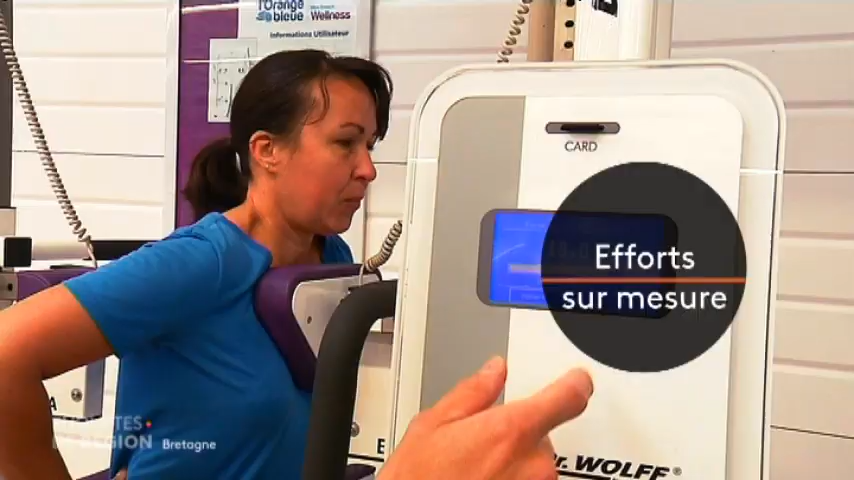 l'Orange
bleue
Wellness
Informations Utilisateur
CARD
Efforts
sur mesure
Bretagne
Dr. WOLFF®